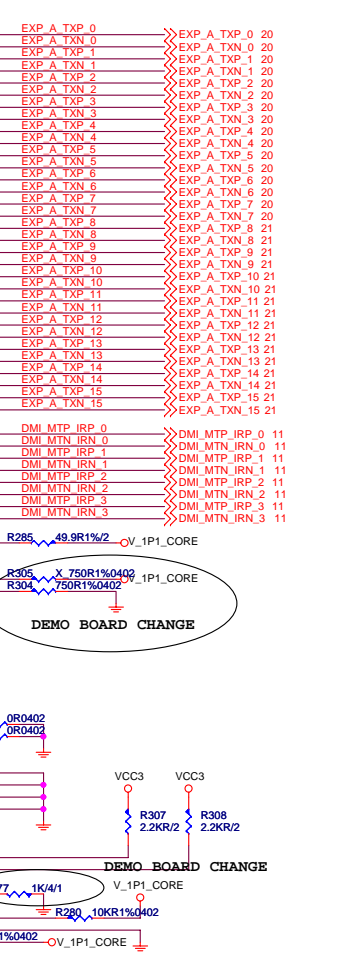 EXP_A_TXP_0 EXP_A_TXP_0 20
EXP_A_TXN_0 EXP_A_TXN_0 20
EXP_A_TXP_1 EXP_A_TXP_1 20
EXP_A_TXN_1 EXP_A_TXN_1 20
EXP_A_TXP_2 EXP_A_TXP_2 20
EXP_A_TXN_2 EXP_A_TXN_2 20
EXP_A_TXP_3 EXP_A_TXP_3 20
EXP_A_TXN_3 EXP_A_TXN_3 20
EXP_A_TXP_4 EXP_A_TXP_4 20
EXP_A_TXN_4 EXP_A_TXN_4 20
EXP_A_TXP_5 EXP_A_TXP_5 20
EXP_A_TXN_5 EXP_A_TXN_5 20
EXP_A_TXP_6 EXP_A_TXP_6 20
EXP_A_TXN_6 EXP_A_TXN_6 20
EXP_A_TXP_7 EXP_A_TXP_7 20
EXP_A_TXN_7 EXP_A_TXN_7 20
EXP_A_TXP_8 EXP_A_TXP_8 21
EXP_A_TXN_8 EXP_A_TXN_8 21
EXP_A_TXP_9 EXP_A_TXP_9 21
EXP_A_TXN_9 EXP_A_TXN_9 21
EXP_A_TXP_10 EXP_A_TXP_10 21
EXP_A_TXN_10 EXP_A_TXN_10 21
EXP_A_TXP_11 EXP_A_TXP_11 21
EXP_A_TXN_11 EXP_A_TXN_11 21
EXP_A_TXP_12 EXP_A_TXP_12 21
EXP_A_TXN_12 EXP_A_TXN_12 21
EXP_A_TXP_13 EXP_A_TXP_13 21
EXP_A_TXN_13 EXP_A_TXN_13 21
EXP_A_TXP_14 EXP_A_TXP_14 21
EXP_A_TXN_14 EXP_A_TXN_14 21
EXP_A_TXP_15 EXP_A_TXP_15 21
EXP_A_TXN_15 EXP_A_TXN_15 21
DMI_MTP_IRP_0 DMI_MTP_IRP_0 11
DMI_MTN_IRN_0 DMI_MTN_IRN_0 11
DMI_MTP_IRP_1 DMI_MTP_IRP_1 11
DMI_MTN_IRN_1 DMI_MTN_IRN_1 11
DMI_MTP_IRP_2 DMI_MTP_IRP_2 11
DMI_MTN_IRN_2 DMI_MTN_IRN_2 11
DMI_MTP_IRP_3 DMI_MTP_IRP_3 11
DMI_MTN_IRN_3 DMI_MTN_IRN_3 11
R285 49.9R1%/2 V_1P1_CORE
R305 X_750R1%0402 V_1P1_CORE
R304 750R1%0402
DEMO BOARD CHANGE
0R0402
0R0402
VCC3 VCC3
R307 R308
2.2KR/2 2.2KR/2
DEMO BOARD CHANGE
77 1K/4/1 V_1P1_CORE
R280 10KR1%0402
1%0402 V_1P1_CORE